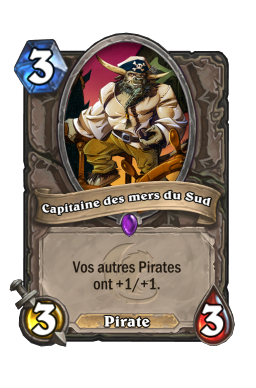 3
Capitaine des mers du Sud
Vos autres Pirates
ont +1/+1.
3
Pirate
3